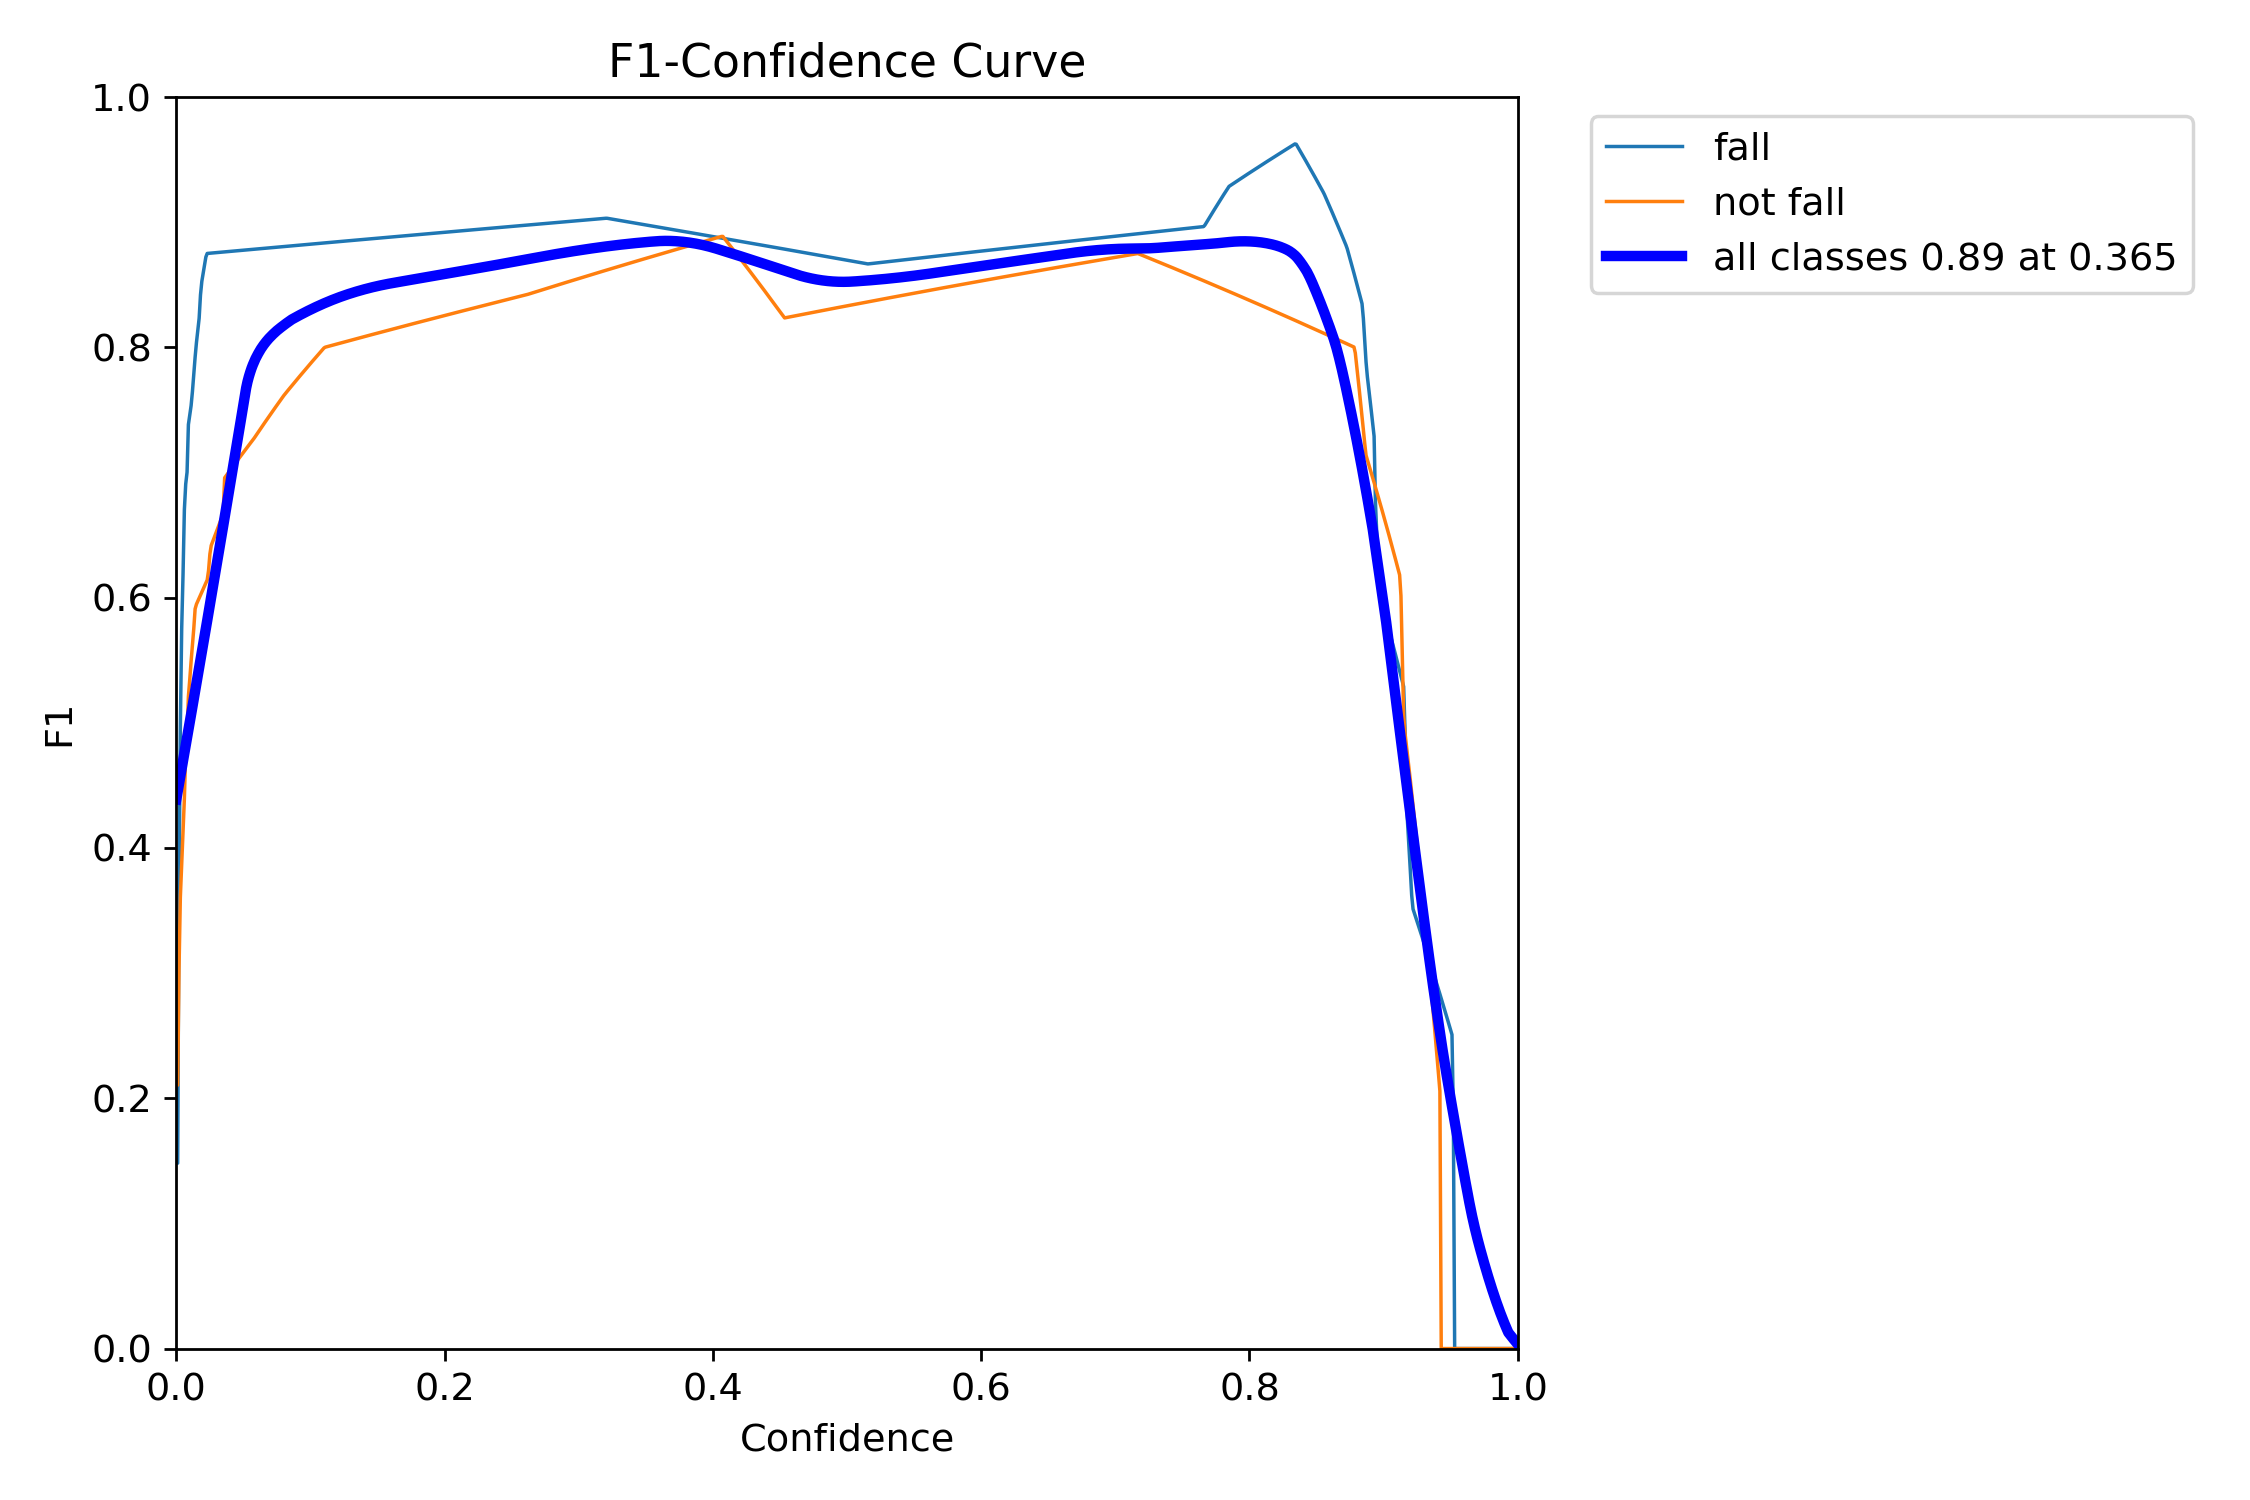 F1-Confidence Curve
fall
not fall
all classes 0.89 at 0.365
1.0
0.8
0.6
0.4
0.2
0.0
F1
0.0 0.2 0.4 0.6 0.8 1.0
Confidence